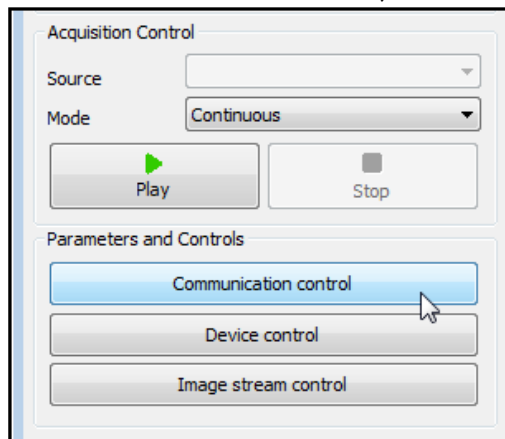 Acquisition Control
Source
Mode Continuous
Play Stop
Parameters and Controls
Communication control
Device control
Image stream control